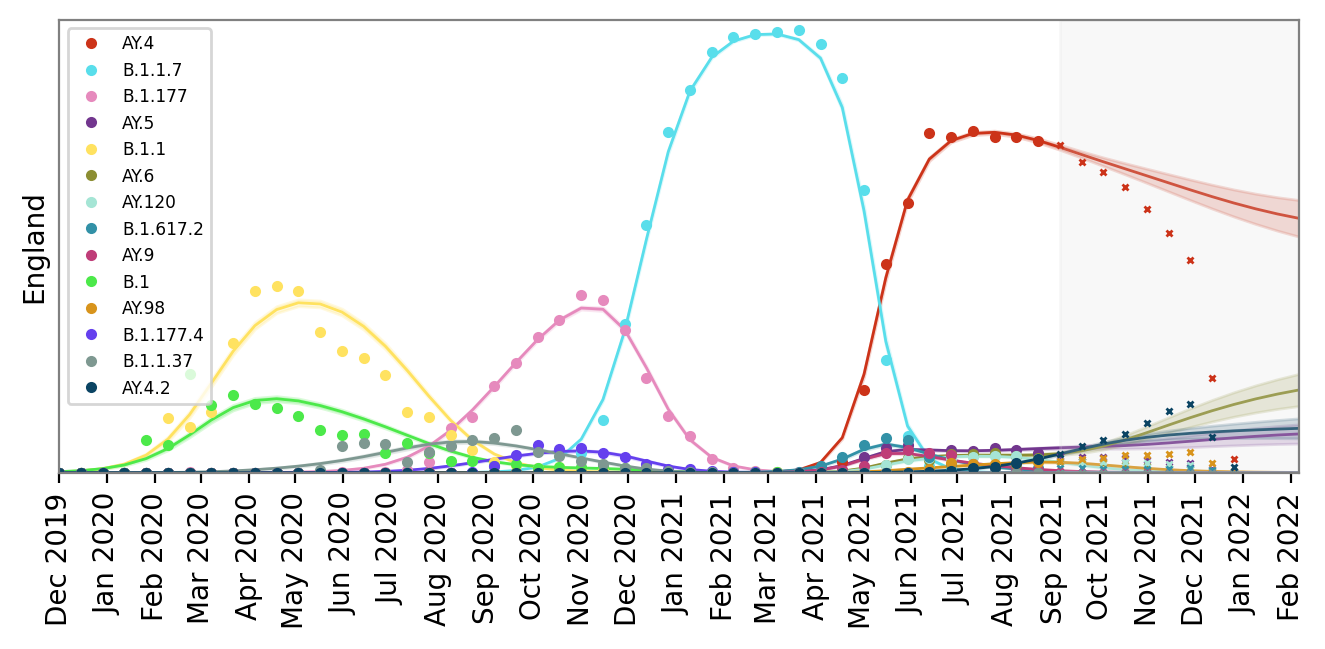 AY.4
B.1.1.7
B.1.177
AY.5
B.1.1
AY.6
AY.120
B.1.617.2
AY.9
B.1
AY.98
B.1.177.4
B.1.1.37
AY.4.2
England
Dec 2019
Jan 2020
Feb 2020
Mar 2020
Apr 2020
May 2020
Jun 2020
Jul 2020
Aug 2020
Sep 2020
Oct 2020
Nov 2020
Dec 2020
Jan 2021
Feb 2021
Mar 2021
Apr 2021
May 2021
Jun 2021
Jul 2021
Aug 2021
Sep 2021
Oct 2021
Nov 2021
Dec 2021
Jan 2022
Feb 2022